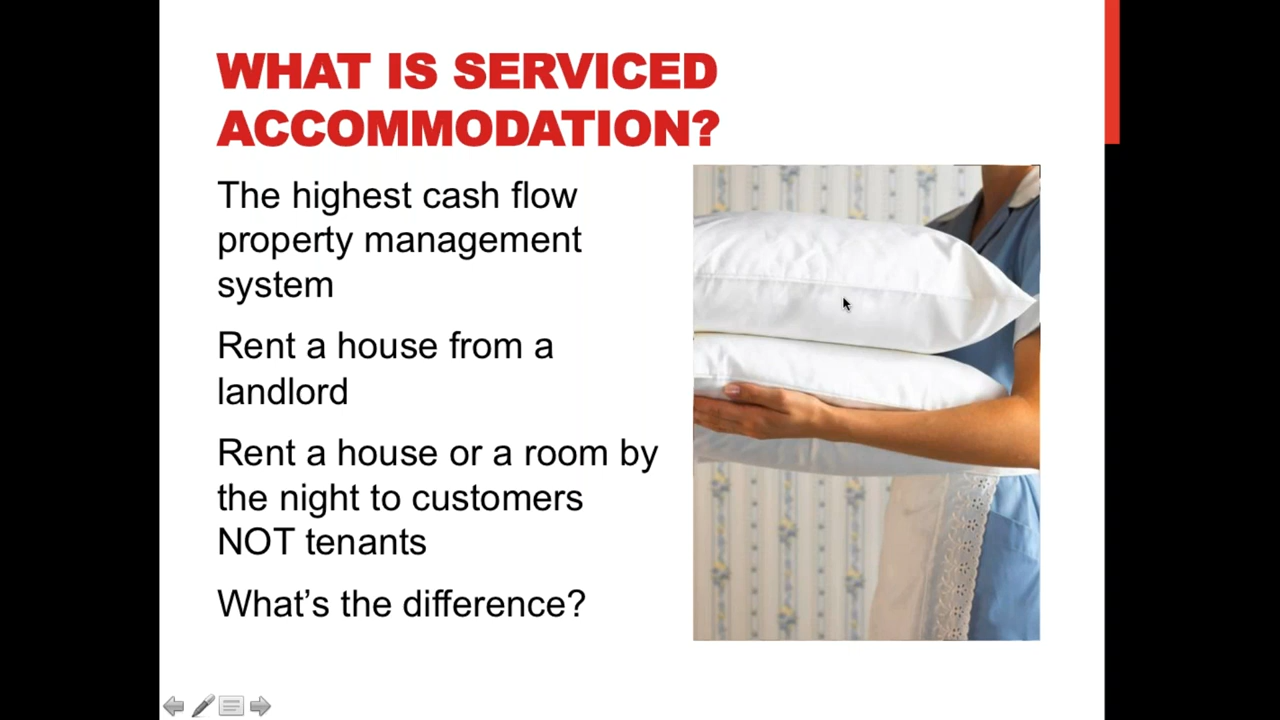 WHAT IS SERVICED
ACCOMMODATION?
The highest cash flow
property management
system
Rent a house from a
landlord
Rent a house or a room by
the night to customers
NOT tenants
What’s the difference?